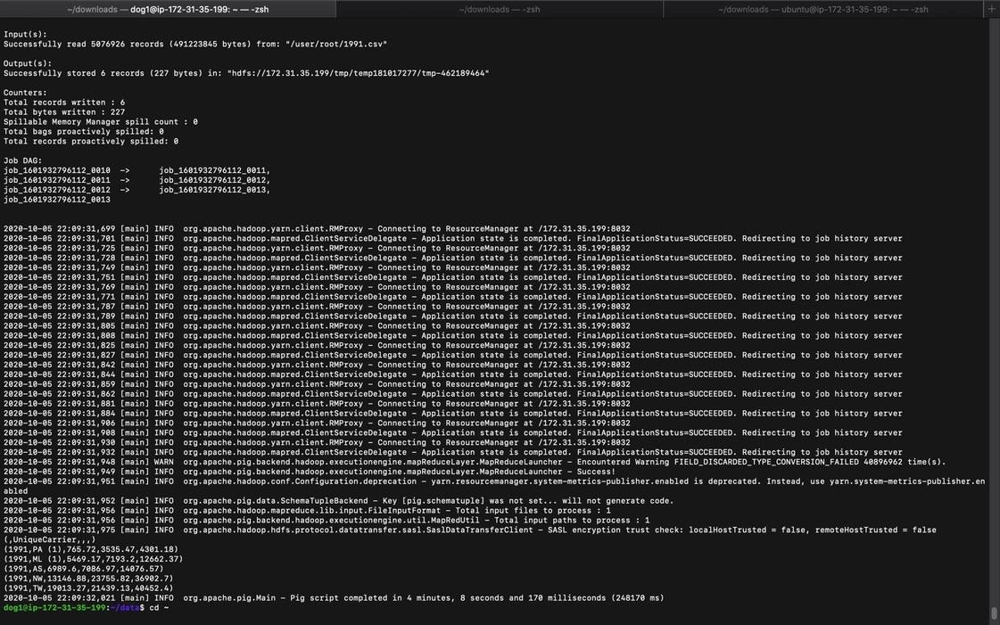 ~/downloads — dog1@ip-172-31-35-199: ~ — -zsh
~/downloads — -zsh
~/downloads — ubuntu@ip-172-31-35-199: ~ — -zsh
+
Input(s):
Successfully read 5076926 records (491223845 bytes) from: "/user/root/1991.csv"
Output(s):
Successfully stored 6 records (227 bytes) in: "hdfs://172.31.35.199/tmp/temp181017277/tmp-462189464"
Counters:
Total records written : 6
Total bytes written : 227
Spillable Memory Manager spill count : 0
Total bags proactively spilled: 0
Total records proactively spilled: 0
Job DAG:
job_1601932796112_0010 -> job_1601932796112_0011,
job_1601932796112_0011 -> job_1601932796112_0012,
job_1601932796112_0012 -> job_1601932796112_0013,
job_1601932796112_0013
2020-10-05 22:09:31,699 [main] INFO org.apache.hadoop.yarn.client.RMProxy - Connecting to ResourceManager at /172.31.35.199:8032
2020-10-05 22:09:31,701 [main] INFO org.apache.hadoop.mapred.ClientServiceDelegate - Application state is completed. FinalApplicationStatus=SUCCEEDED. Redirecting to job history server
2020-10-05 22:09:31,725 [main] INFO org.apache.hadoop.yarn.client.RMProxy - Connecting to ResourceManager at /172.31.35.199:8032
2020-10-05 22:09:31,728 [main] INFO org.apache.hadoop.mapred.ClientServiceDelegate - Application state is completed. FinalApplicationStatus=SUCCEEDED. Redirecting to job history server
2020-10-05 22:09:31,749 [main] INFO org.apache.hadoop.yarn.client.RMProxy - Connecting to ResourceManager at /172.31.35.199:8032
2020-10-05 22:09:31,751 [main] INFO org.apache.hadoop.mapred.ClientServiceDelegate - Application state is completed. FinalApplicationStatus=SUCCEEDED. Redirecting to job history server
2020-10-05 22:09:31,769 [main] INFO org.apache.hadoop.yarn.client.RMProxy - Connecting to ResourceManager at /172.31.35.199:8032
2020-10-05 22:09:31,771 [main] INFO org.apache.hadoop.mapred.ClientServiceDelegate - Application state is completed. FinalApplicationStatus=SUCCEEDED. Redirecting to job history server
2020-10-05 22:09:31,787 [main] INFO org.apache.hadoop.yarn.client.RMProxy - Connecting to ResourceManager at /172.31.35.199:8032
2020-10-05 22:09:31,789 [main] INFO org.apache.hadoop.mapred.ClientServiceDelegate - Application state is completed. FinalApplicationStatus=SUCCEEDED. Redirecting to job history server
2020-10-05 22:09:31,805 [main] INFO org.apache.hadoop.yarn.client.RMProxy - Connecting to ResourceManager at /172.31.35.199:8032
2020-10-05 22:09:31,808 [main] INFO org.apache.hadoop.mapred.ClientServiceDelegate - Application state is completed. FinalApplicationStatus=SUCCEEDED. Redirecting to job history server
2020-10-05 22:09:31,825 [main] INFO org.apache.hadoop.yarn.client.RMProxy - Connecting to ResourceManager at /172.31.35.199:8032
2020-10-05 22:09:31,827 [main] INFO org.apache.hadoop.mapred.ClientServiceDelegate - Application state is completed. FinalApplicationStatus=SUCCEEDED. Redirecting to job history server
2020-10-05 22:09:31,842 [main] INFO org.apache.hadoop.yarn.client.RMProxy - Connecting to ResourceManager at /172.31.35.199:8032
2020-10-05 22:09:31,844 [main] INFO org.apache.hadoop.mapred.ClientServiceDelegate - Application state is completed. FinalApplicationStatus=SUCCEEDED. Redirecting to job history server
2020-10-05 22:09:31,859 [main] INFO org.apache.hadoop.yarn.client.RMProxy - Connecting to ResourceManager at /172.31.35.199:8032
2020-10-05 22:09:31,862 [main] INFO org.apache.hadoop.mapred.ClientServiceDelegate - Application state is completed. FinalApplicationStatus=SUCCEEDED. Redirecting to job history server
2020-10-05 22:09:31,881 [main] INFO org.apache.hadoop.yarn.client.RMProxy - Connecting to ResourceManager at /172.31.35.199:8032
2020-10-05 22:09:31,884 [main] INFO org.apache.hadoop.mapred.ClientServiceDelegate - Application state is completed. FinalApplicationStatus=SUCCEEDED. Redirecting to job history server
2020-10-05 22:09:31,906 [main] INFO org.apache.hadoop.yarn.client.RMProxy - Connecting to ResourceManager at /172.31.35.199:8032
2020-10-05 22:09:31,908 [main] INFO org.apache.hadoop.mapred.ClientServiceDelegate - Application state is completed. FinalApplicationStatus=SUCCEEDED. Redirecting to job history server
2020-10-05 22:09:31,930 [main] INFO org.apache.hadoop.yarn.client.RMProxy - Connecting to ResourceManager at /172.31.35.199:8032
2020-10-05 22:09:31,932 [main] INFO org.apache.hadoop.mapred.ClientServiceDelegate - Application state is completed. FinalApplicationStatus=SUCCEEDED. Redirecting to job history server
2020-10-05 22:09:31,948 [main] WARN org.apache.pig.backend.hadoop.executionengine.mapReduceLayer.MapReduceLauncher - Encountered Warning FIELD_DISCARDED_TYPE_CONVERSION_FAILED 40896962 time(s).
2020-10-05 22:09:31,949 [main] INFO org.apache.pig.backend.hadoop.executionengine.mapReduceLayer.MapReduceLauncher - Success!
2020-10-05 22:09:31,951 [main] INFO org.apache.hadoop.conf.Configuration.deprecation - yarn.resourcemanager.system-metrics-publisher.enabled is deprecated. Instead, use yarn.system-metrics-publisher.en
abled
2020-10-05 22:09:31,952 [main] INFO org.apache.pig.data.SchemaTupleBackend - Key [pig.schematuple] was not set... will not generate code.
2020-10-05 22:09:31,956 [main] INFO org.apache.hadoop.mapreduce.lib.input.FileInputFormat - Total input files to process : 1
2020-10-05 22:09:31,956 [main] INFO org.apache.pig.backend.hadoop.executionengine.util.MapRedUtil - Total input paths to process : 1
2020-10-05 22:09:31,975 [main] INFO org.apache.hadoop.hdfs.protocol.datatransfer.sasl.SaslDataTransferClient - SASL encryption trust check: localHostTrusted = false, remoteHostTrusted = false
(,UniqueCarrier,,,)
(1991,PA (1),765.72,3535.47,4301.18)
(1991,ML (1),5469.17,7193.2,12662.37)
(1991,AS,6989.6,7086.97,14076.57)
(1991,NW,13146.88,23755.82,36902.7)
(1991,TW,19013.27,21439.13,40452.4)
2020-10-05 22:09:32,021 [main] INFO org.apache.pig.Main - Pig script completed in 4 minutes, 8 seconds and 170 milliseconds (248170 ms)
dog1@ip-172-31-35-199:~/data$ cd ~